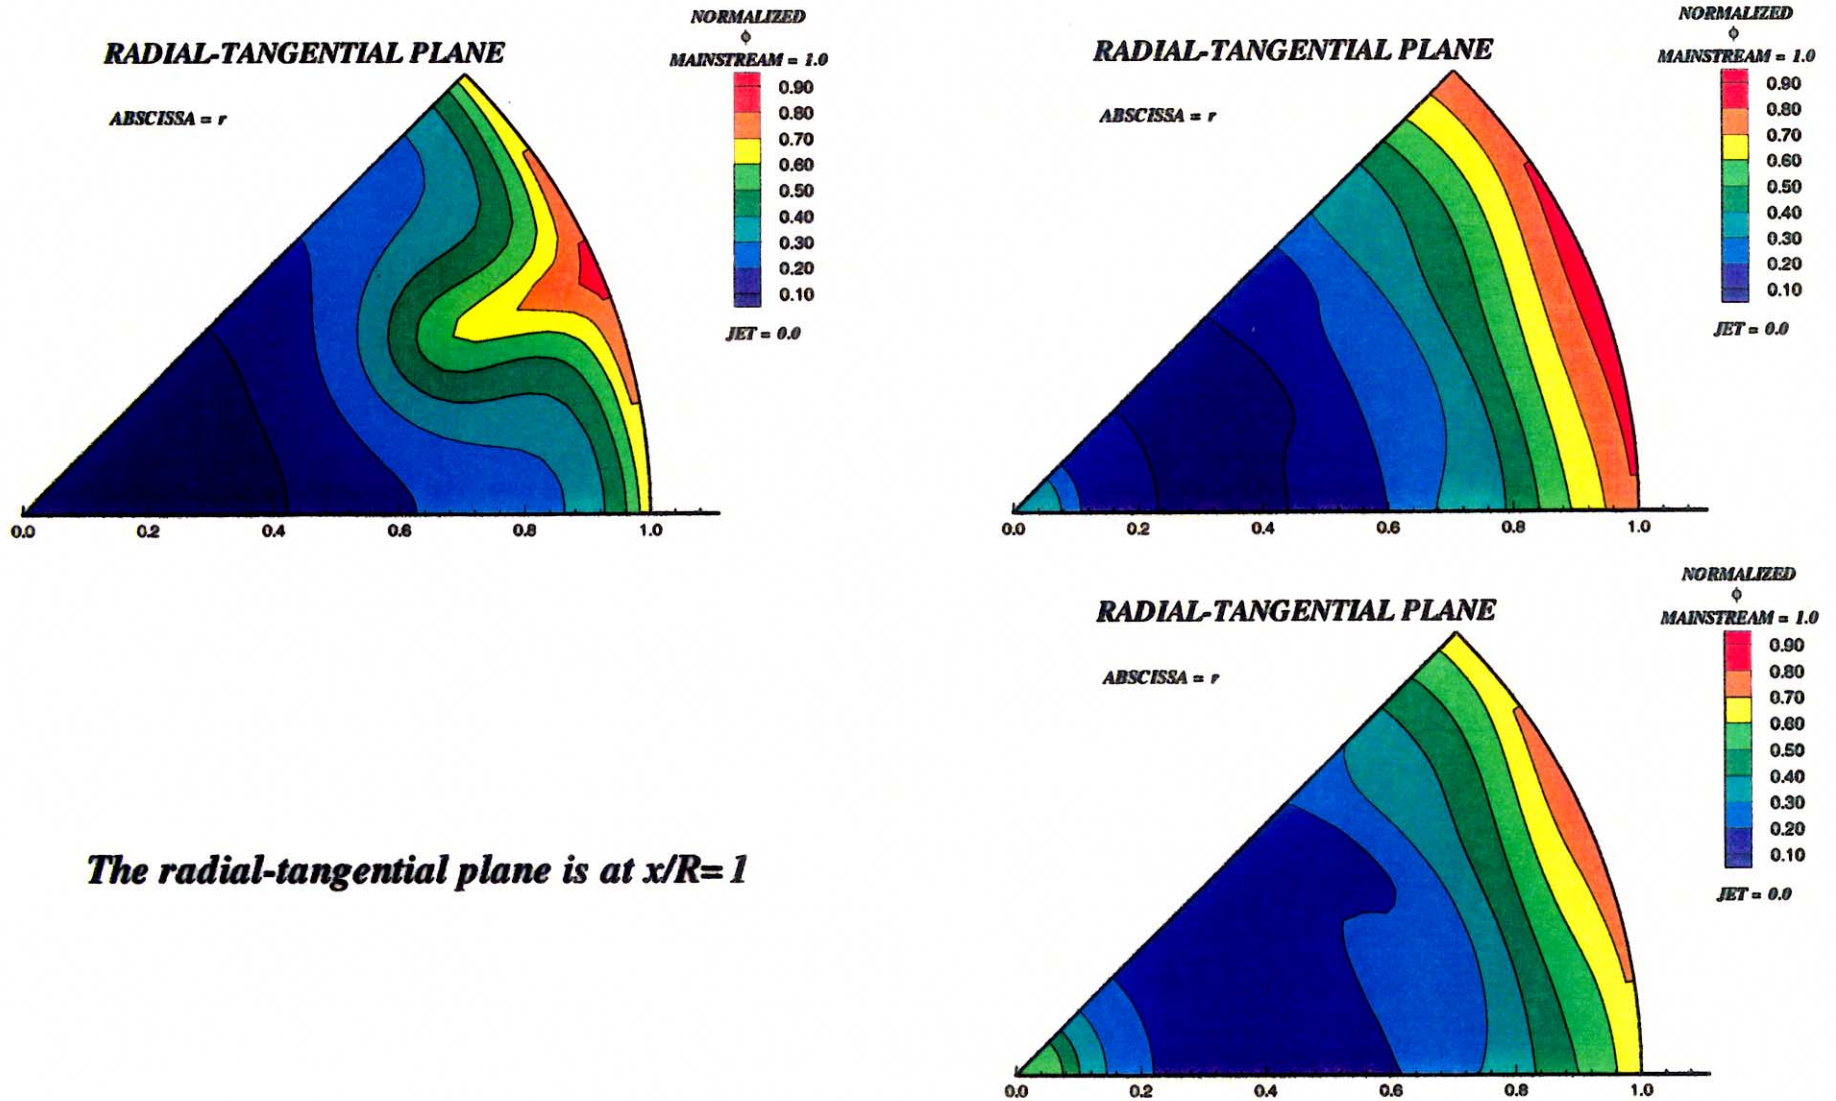 NORMALIZED
ϕ
MAINSTREAM = 1.0
RADIAL-TANGENTIAL PLANE
ABSCISSA = r
0.90
0.80
0.70
0.60
0.50
0.40
0.30
0.20
0.10
JET = 0.0
0.0 0.2 0.4 0.6 0.8 1.0
NORMALIZED
ϕ
MAINSTREAM = 1.0
RADIAL-TANGENTIAL PLANE
ABSCISSA = r
0.90
0.80
0.70
0.60
0.50
0.40
0.30
0.20
0.10
JET = 0.0
0.0 0.2 0.4 0.6 0.8 1.0
The radial-tangential plane is at x/R= 1
NORMALIZED
ϕ
MAINSTREAM = 1.0
RADIAL-TANGENTIAL PLANE
ABSCISSA = r
0.90
0.80
0.70
0.60
0.50
0.40
0.30
0.20
0.10
JET = 0.0
0.0 0.2 0.4 0.6 0.8 1.0